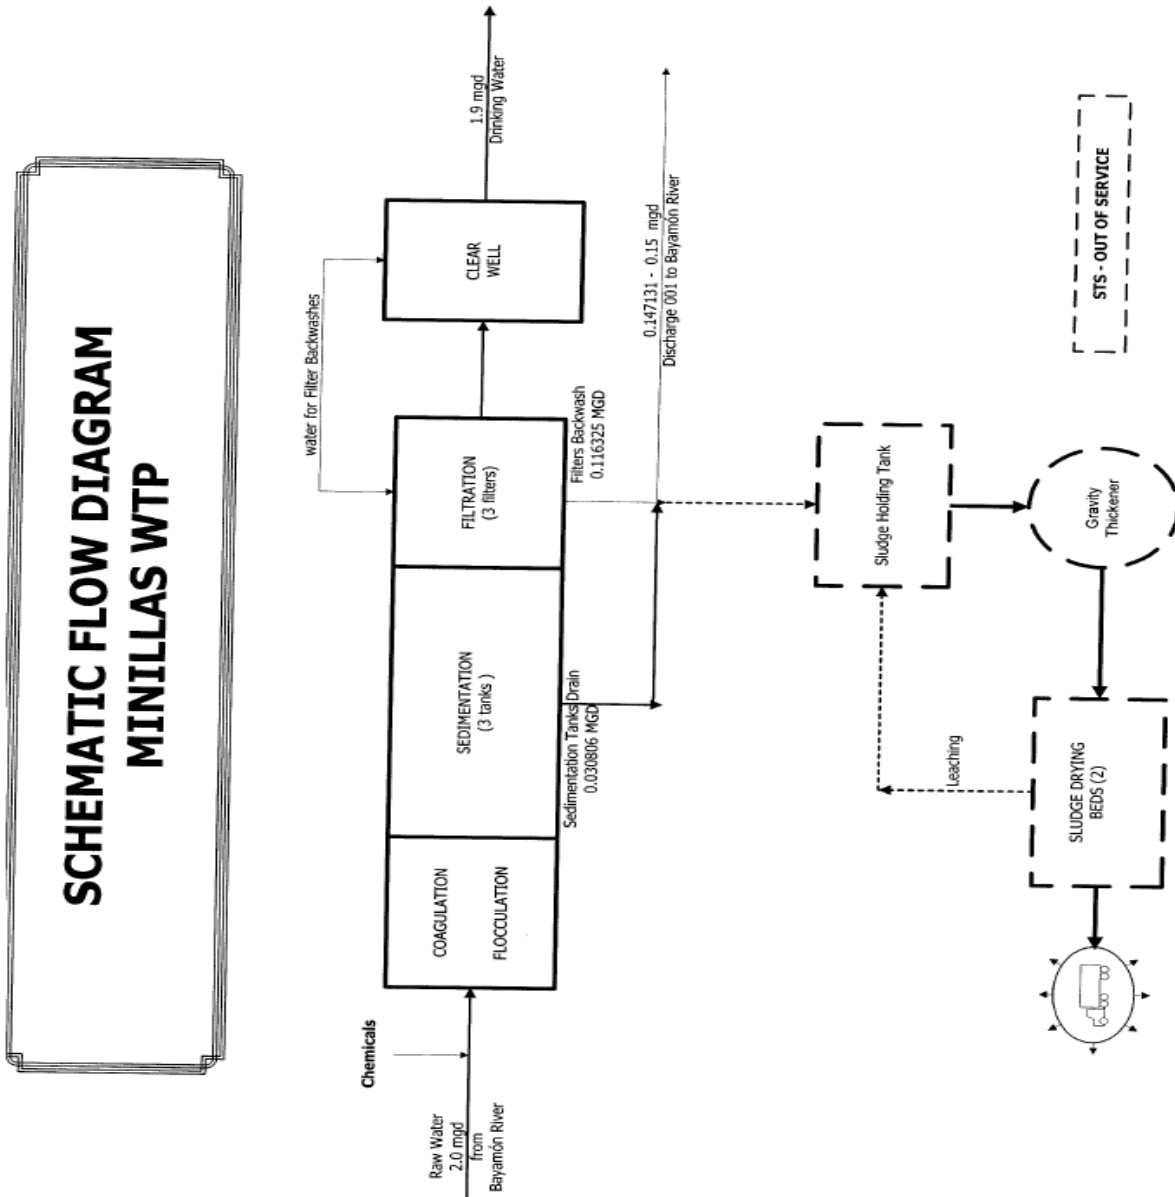 SCHEMATIC FLOW DIAGRAM
MINILLAS WTP
Raw Water
2.0 mgd
from
Bayamón River
Chemicals
COAGULATION
FLOCCULATION
SEDIMENTATION
(3 tanks )
Sedimentation Tanks Drain
0.030806 MGD
FILTRATION
(3 filters)
Filters Backwash
0.116325 MGD
water for Filter Backwashes
CLEAR
WELL
1.9 mgd
Drinking Water
0.147131 - 0.15 mgd
Discharge 001 to Bayamón River
Sludge Holding Tank
Gravity
Thickener
Leaching
SLUDGE DRYING
BEDS (2)
STS - OUT OF SERVICE